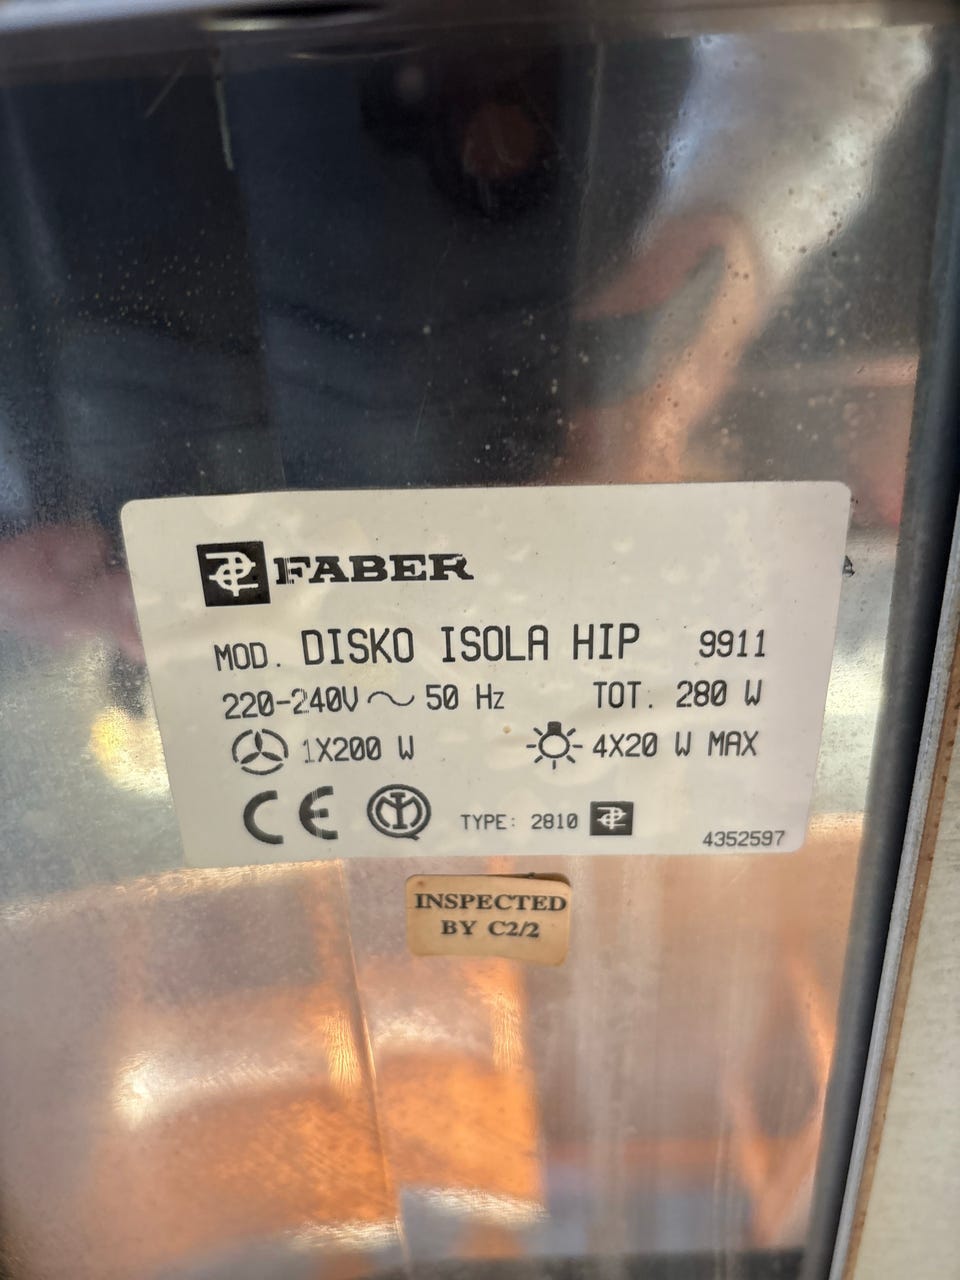 FABER
MOD. DISKO ISOLA HIP 9911
220-240V ~ 50 Hz TOT. 280 W
1X200 W 4X20 W MAX
CE TYPE: 2810 4352597
INSPECTED
BY C2/2